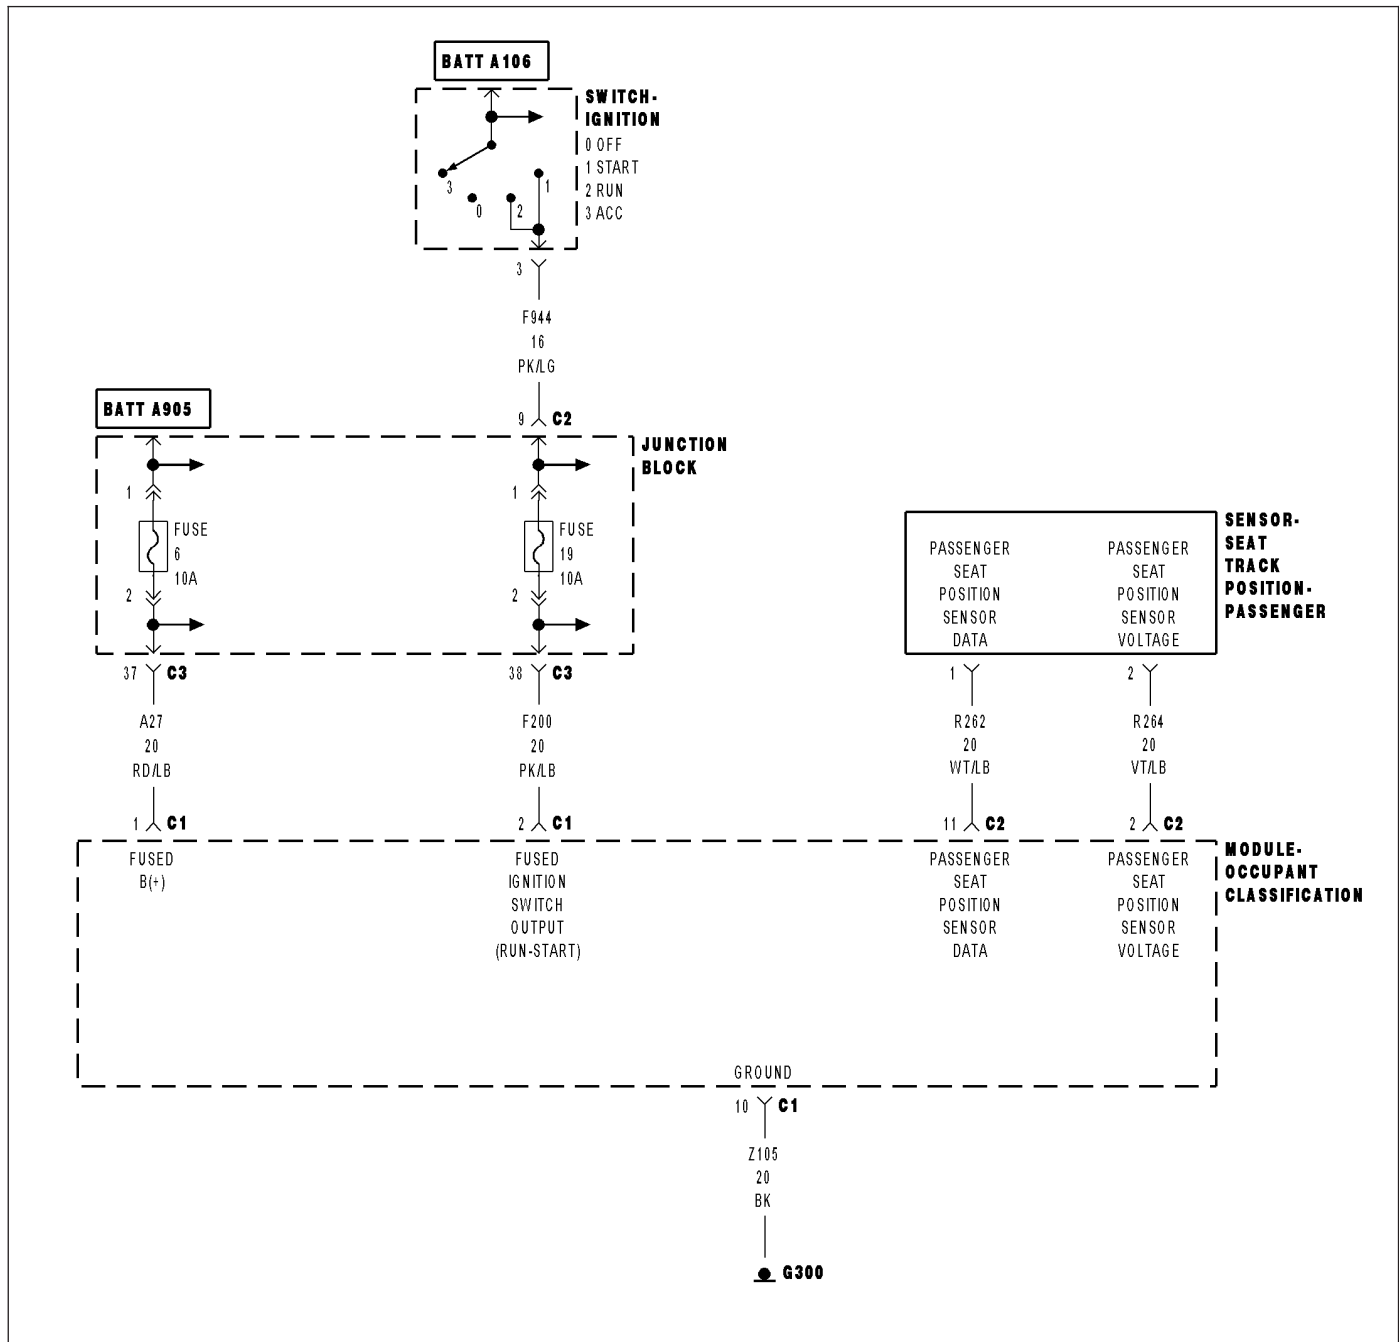 BATT A106
SWITCH-
IGNITION
0 OFF
1 START
2 RUN
3 ACC
3
1
0
2
3
F944
16
PK/LG
BATT A905
9 C2
JUNCTION
BLOCK
1
1
FUSE
6
10A
FUSE
19
10A
2
2
37 C3
38 C3
SENSOR-
SEAT
TRACK
POSITION-
PASSENGER
PASSENGER
SEAT
POSITION
SENSOR
DATA
PASSENGER
SEAT
POSITION
SENSOR
VOLTAGE
1
2
A27
20
RD/LB
F200
20
PK/LB
R262
20
WT/LB
R264
20
VT/LB
1 C1
2 C1
11 C2
2 C2
MODULE-
OCCUPANT
CLASSIFICATION
FUSED
B(+)
FUSED
IGNITION
SWITCH
OUTPUT
(RUN-START)
PASSENGER
SEAT
POSITION
SENSOR
DATA
PASSENGER
SEAT
POSITION
SENSOR
VOLTAGE
GROUND
10 C1
Z105
20
BK
G300